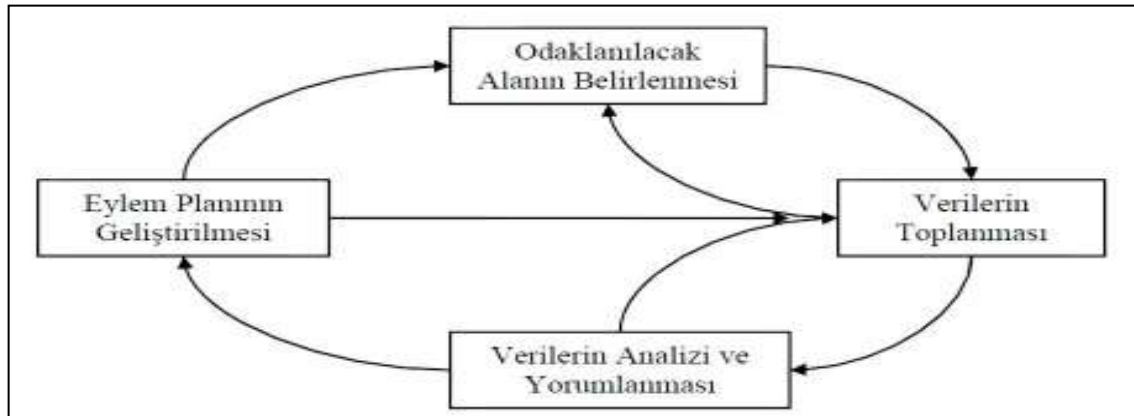 Odaklanılacak
Alanın Belirlenmesi
Eylem Planının
Geliştirilmesi
Verilerin
Toplanması
Verilerin Analizi ve
Yorumlanması